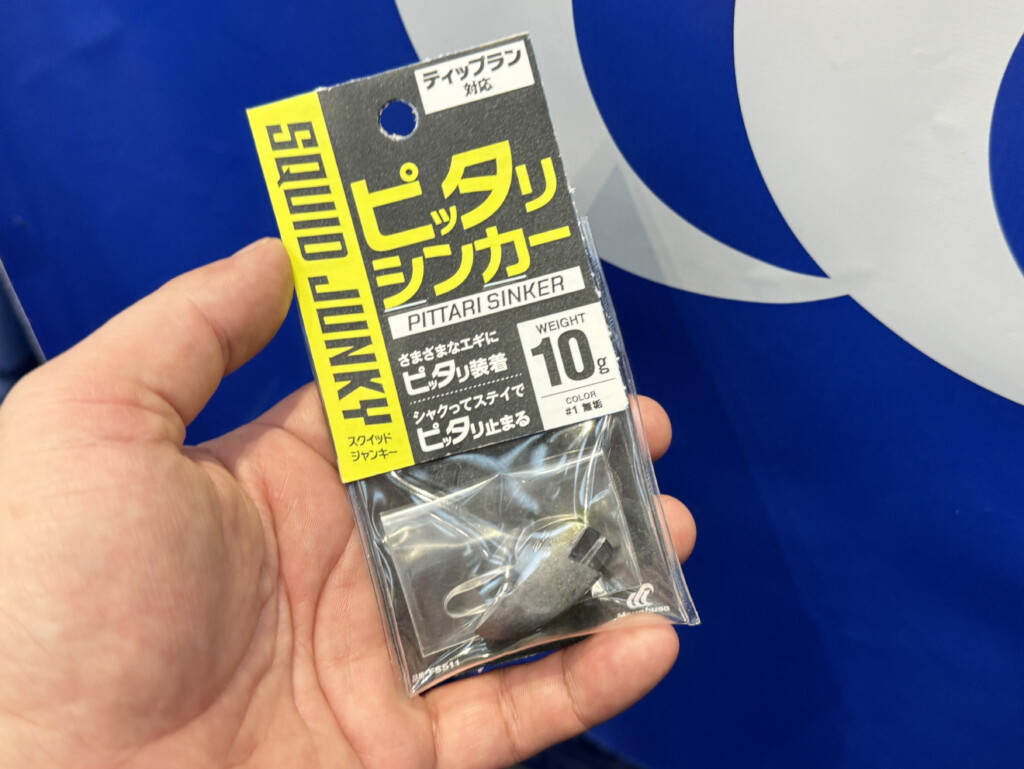 ティップラン
対応
SQUID JUNKY
スクイッド
ジャンキー
ピッタリ
シンカー
PITTARI SINKER
さまざまなエギに
ピッタリ装着
シャクってステイで
ピッタリ止まる
WEIGHT
10g
COLOR
#1 無垢